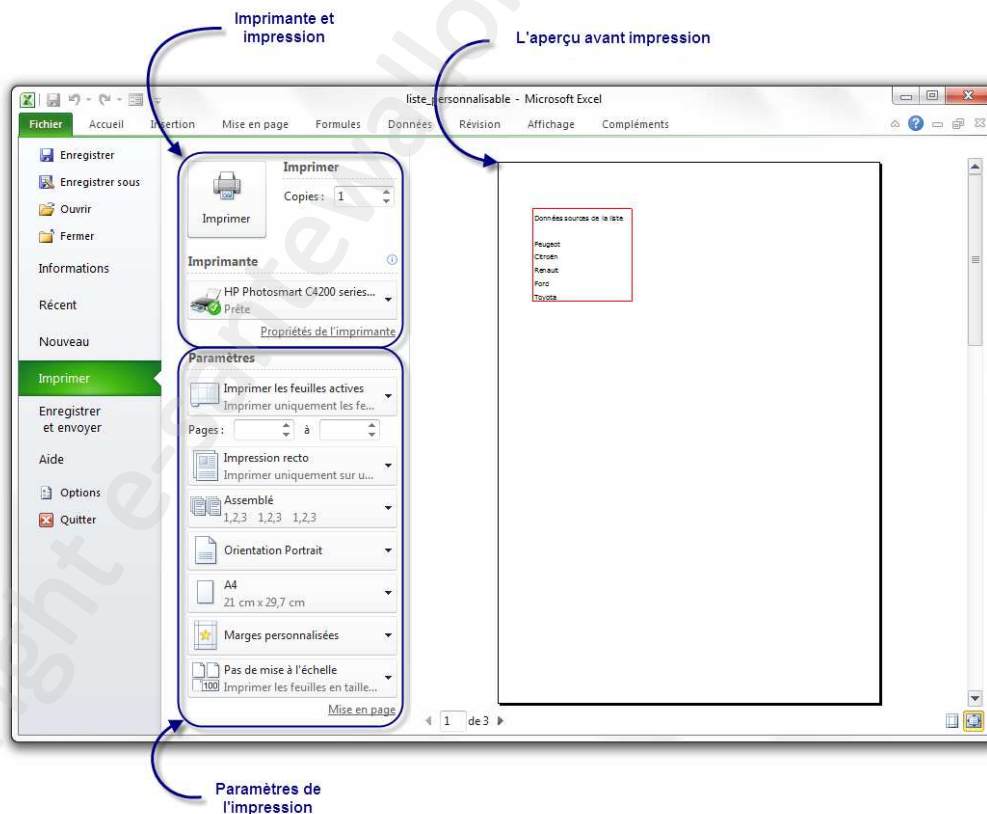 Imprimante et
impression
L'aperçu avant impression
liste_personnalisable - Microsoft Excel
Fichier Accueil Insertion Mise en page Formules Données Révision Affichage Compléments
Enregistrer
Enregistrer sous
Ouvrir
Fermer
Informations
Récent
Nouveau
Imprimer
Enregistrer
et envoyer
Aide
Options
Quitter
Imprimer
Imprimer
Copies : 1
Imprimante
HP Photosmart C4200 series...
Prête
Propriétés de l'imprimante
Paramètres
Imprimer les feuilles actives
Imprimer uniquement les fe...
Pages : à
Impression recto
Imprimer uniquement sur u...
Assemblé
1,2,3 1,2,3 1,2,3
Orientation Portrait
A4
21 cm x 29,7 cm
Marges personnalisées
Pas de mise à l'échelle
100 Imprimer les feuilles en taille...
Mise en page
Données sources de la liste
Peugeot
Citroën
Renaut
Ford
Toyota
1 de 3
Paramètres de
l'impression